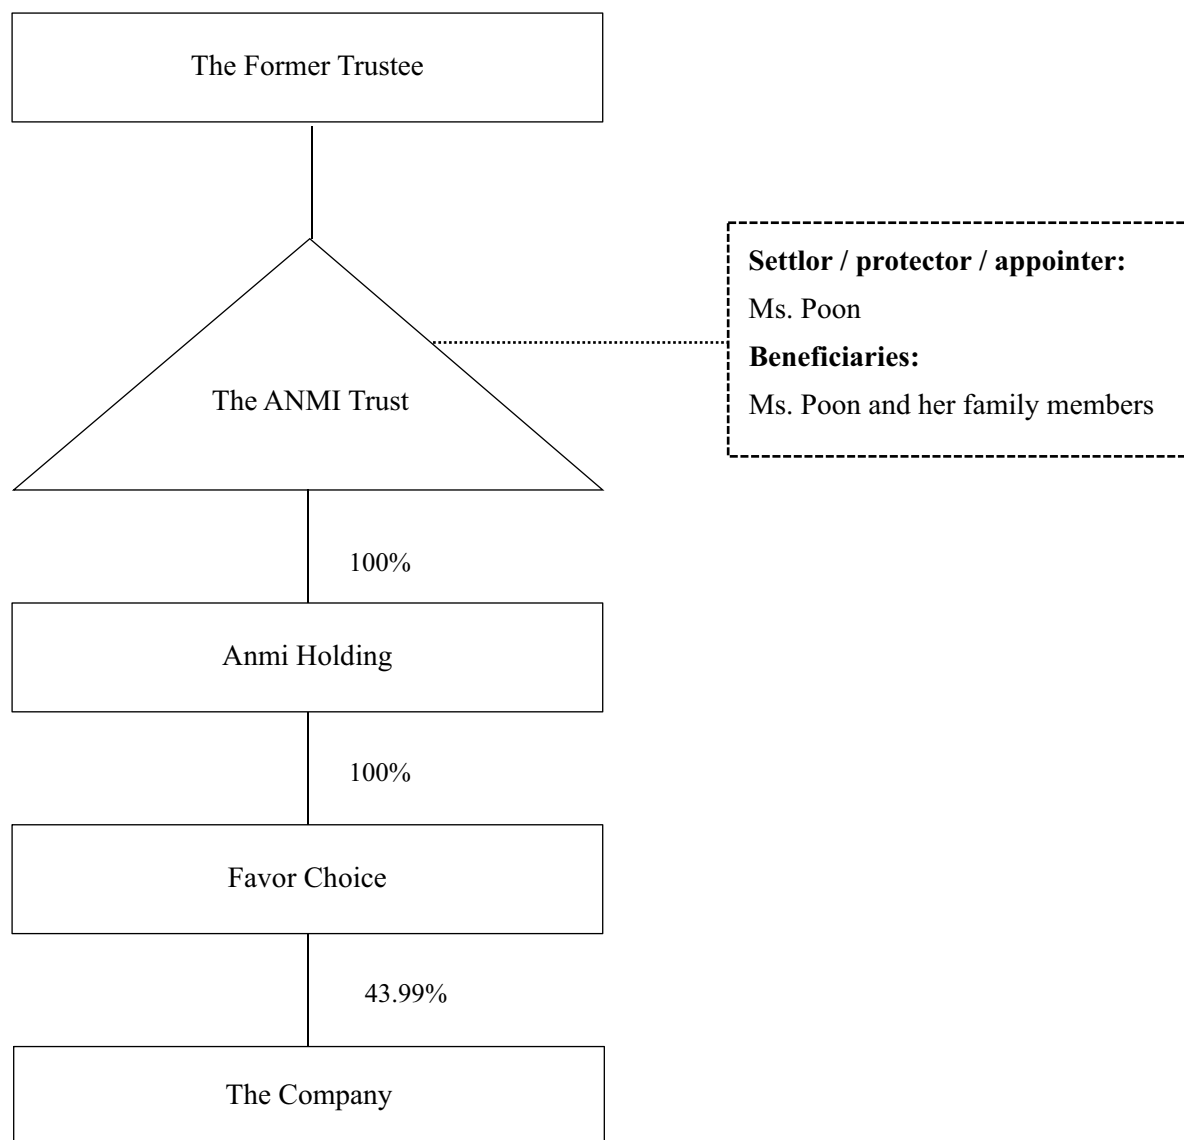 The Former Trustee
Settlor / protector / appointer:
Ms. Poon
Beneficiaries:
Ms. Poon and her family members
The ANMI Trust
100%
Anmi Holding
100%
Favor Choice
43.99%
The Company